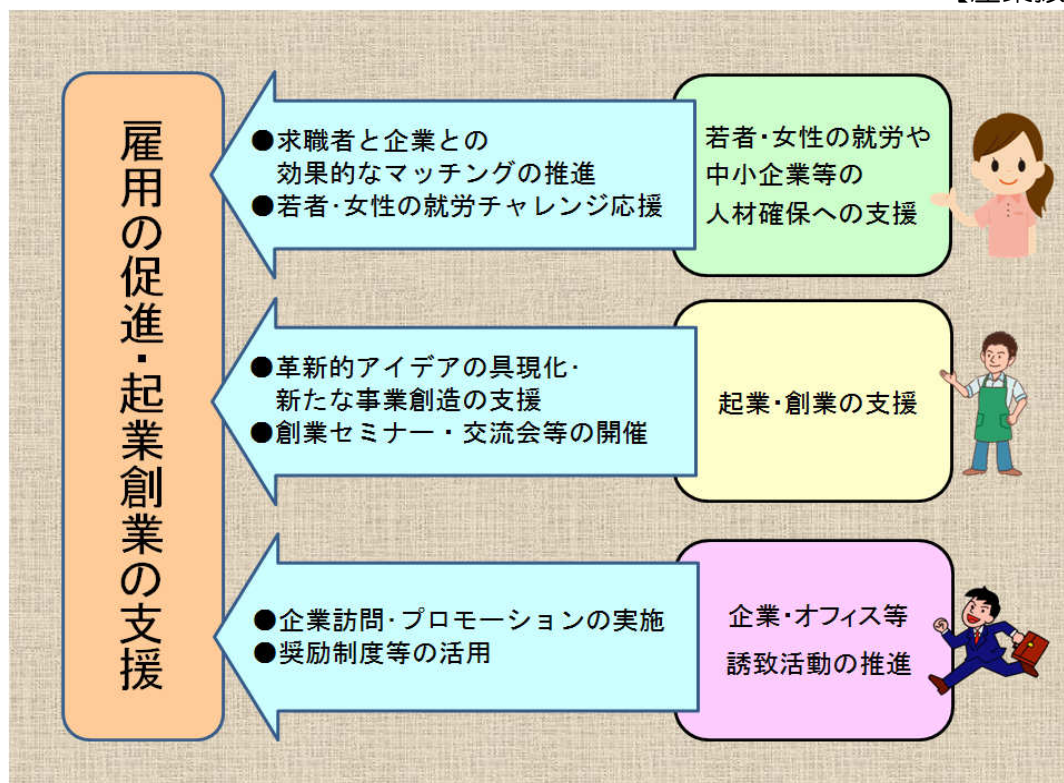 【産業振
雇用の促進・起業創業の支援
●求職者と企業との
効果的なマッチングの推進
●若者・女性の就労チャレンジ応援
若者・女性の就労や
中小企業等の
人材確保への支援
●革新的アイデアの具現化・
新たな事業創造の支援
●創業セミナー・交流会等の開催
起業・創業の支援
●企業訪問・プロモーションの実施
●奨励制度等の活用
企業・オフィス等
誘致活動の推進